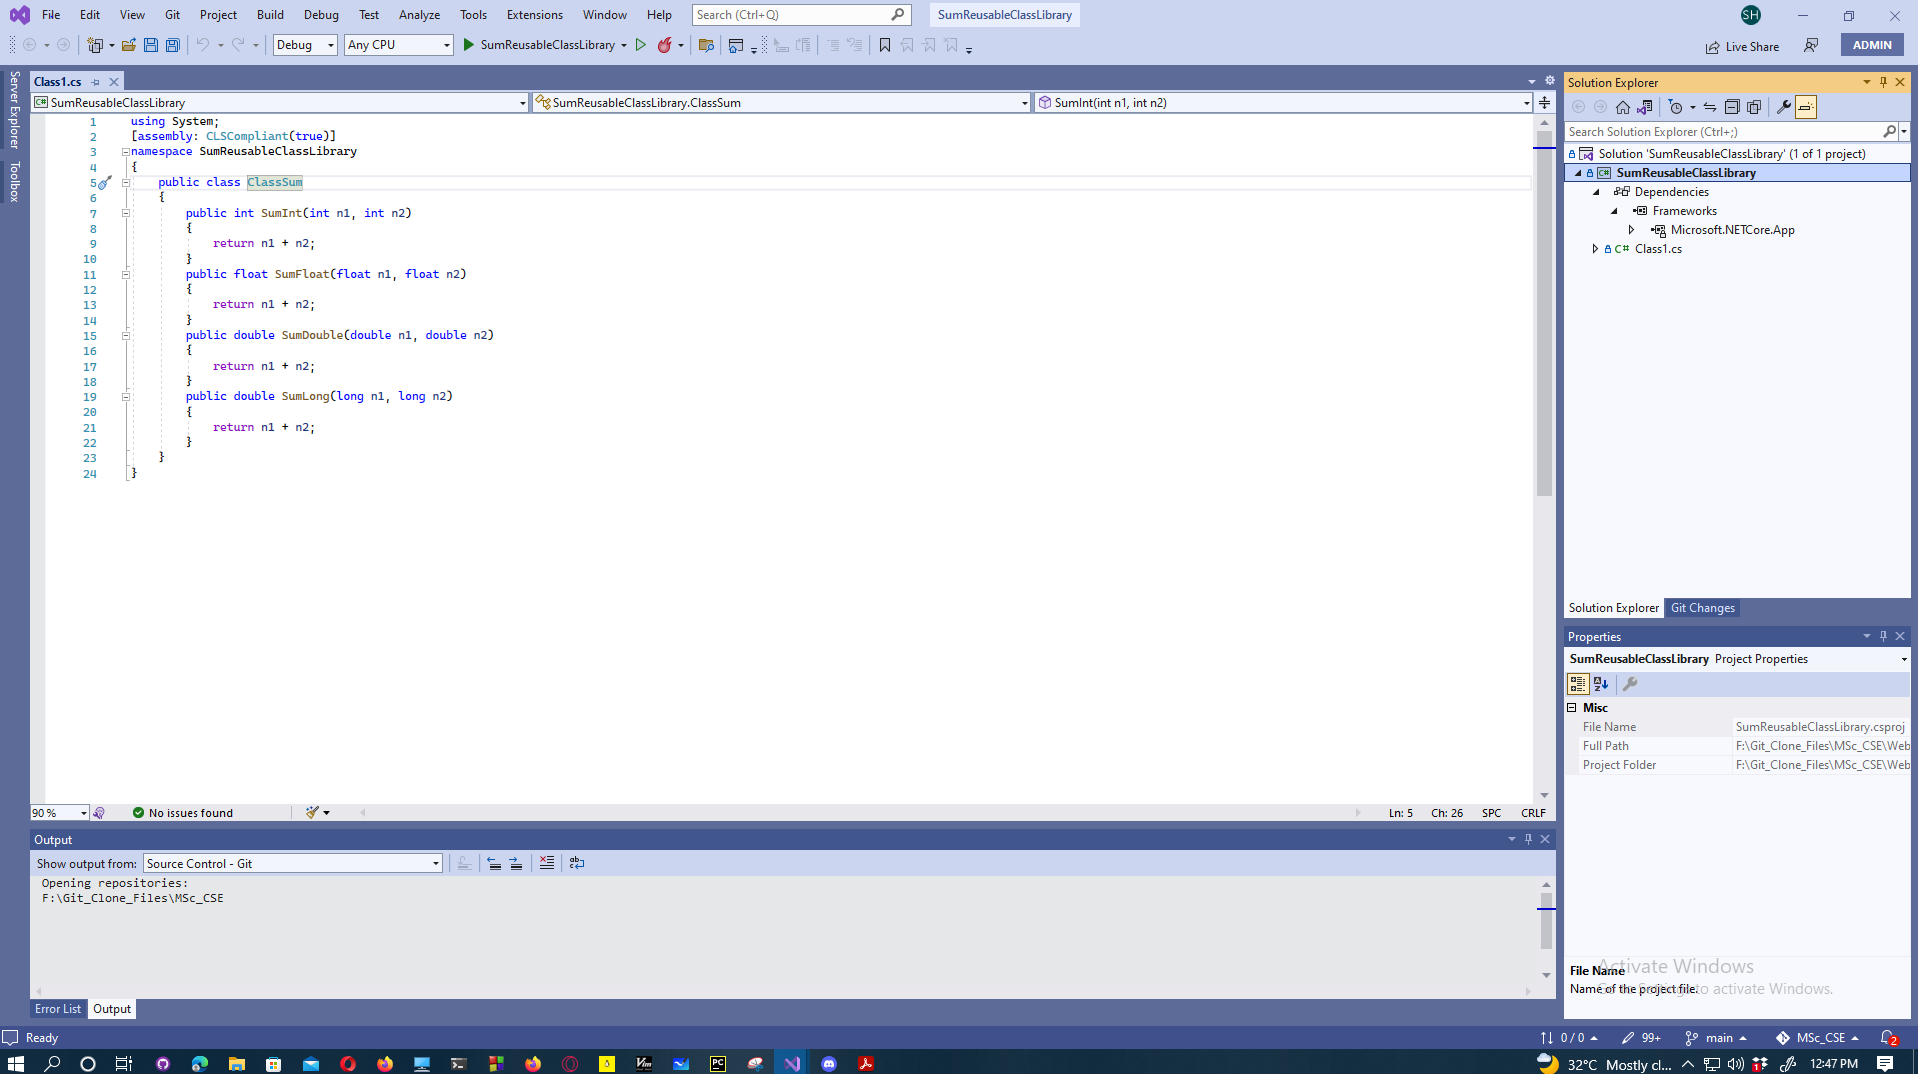 File Edit View Git Project Build Debug Test Analyze Tools Extensions Window Help Search (Ctrl+Q) SumReusableClassLibrary SH
Debug Any CPU SumReusableClassLibrary Live Share ADMIN
Server Explorer
Toolbox
Class1.cs
SumReusableClassLibrary SumReusableClassLibrary.ClassSum SumInt(int n1, int n2)
1 using System;
2 [assembly: CLSCompliant(true)]
3 namespace SumReusableClassLibrary
4 {
5 public class ClassSum
6 {
7 public int SumInt(int n1, int n2)
8 {
9 return n1 + n2;
10 }
11 public float SumFloat(float n1, float n2)
12 {
13 return n1 + n2;
14 }
15 public double SumDouble(double n1, double n2)
16 {
17 return n1 + n2;
18 }
19 public double SumLong(long n1, long n2)
20 {
21 return n1 + n2;
22 }
23 }
24 }
90 % No issues found Ln: 5 Ch: 26 SPC CRLF
Output
Show output from: Source Control - Git
Opening repositories:
F:\Git_Clone_Files\MSc_CSE
Error List Output
Solution Explorer
Search Solution Explorer (Ctrl+;)
Solution 'SumReusableClassLibrary' (1 of 1 project)
SumReusableClassLibrary
Dependencies
Frameworks
Microsoft.NETCore.App
C# Class1.cs
Solution Explorer Git Changes
Properties
SumReusableClassLibrary Project Properties
Misc
File Name SumReusableClassLibrary.csproj
Full Path F:\Git_Clone_Files\MSc_CSE\Web
Project Folder F:\Git_Clone_Files\MSc_CSE\Web
File Name
Name of the project file.
Activate Windows
Go to Settings to activate Windows.
Ready 0 / 0 99+ main MSc_CSE 2
32°C Mostly cl... 12:47 PM